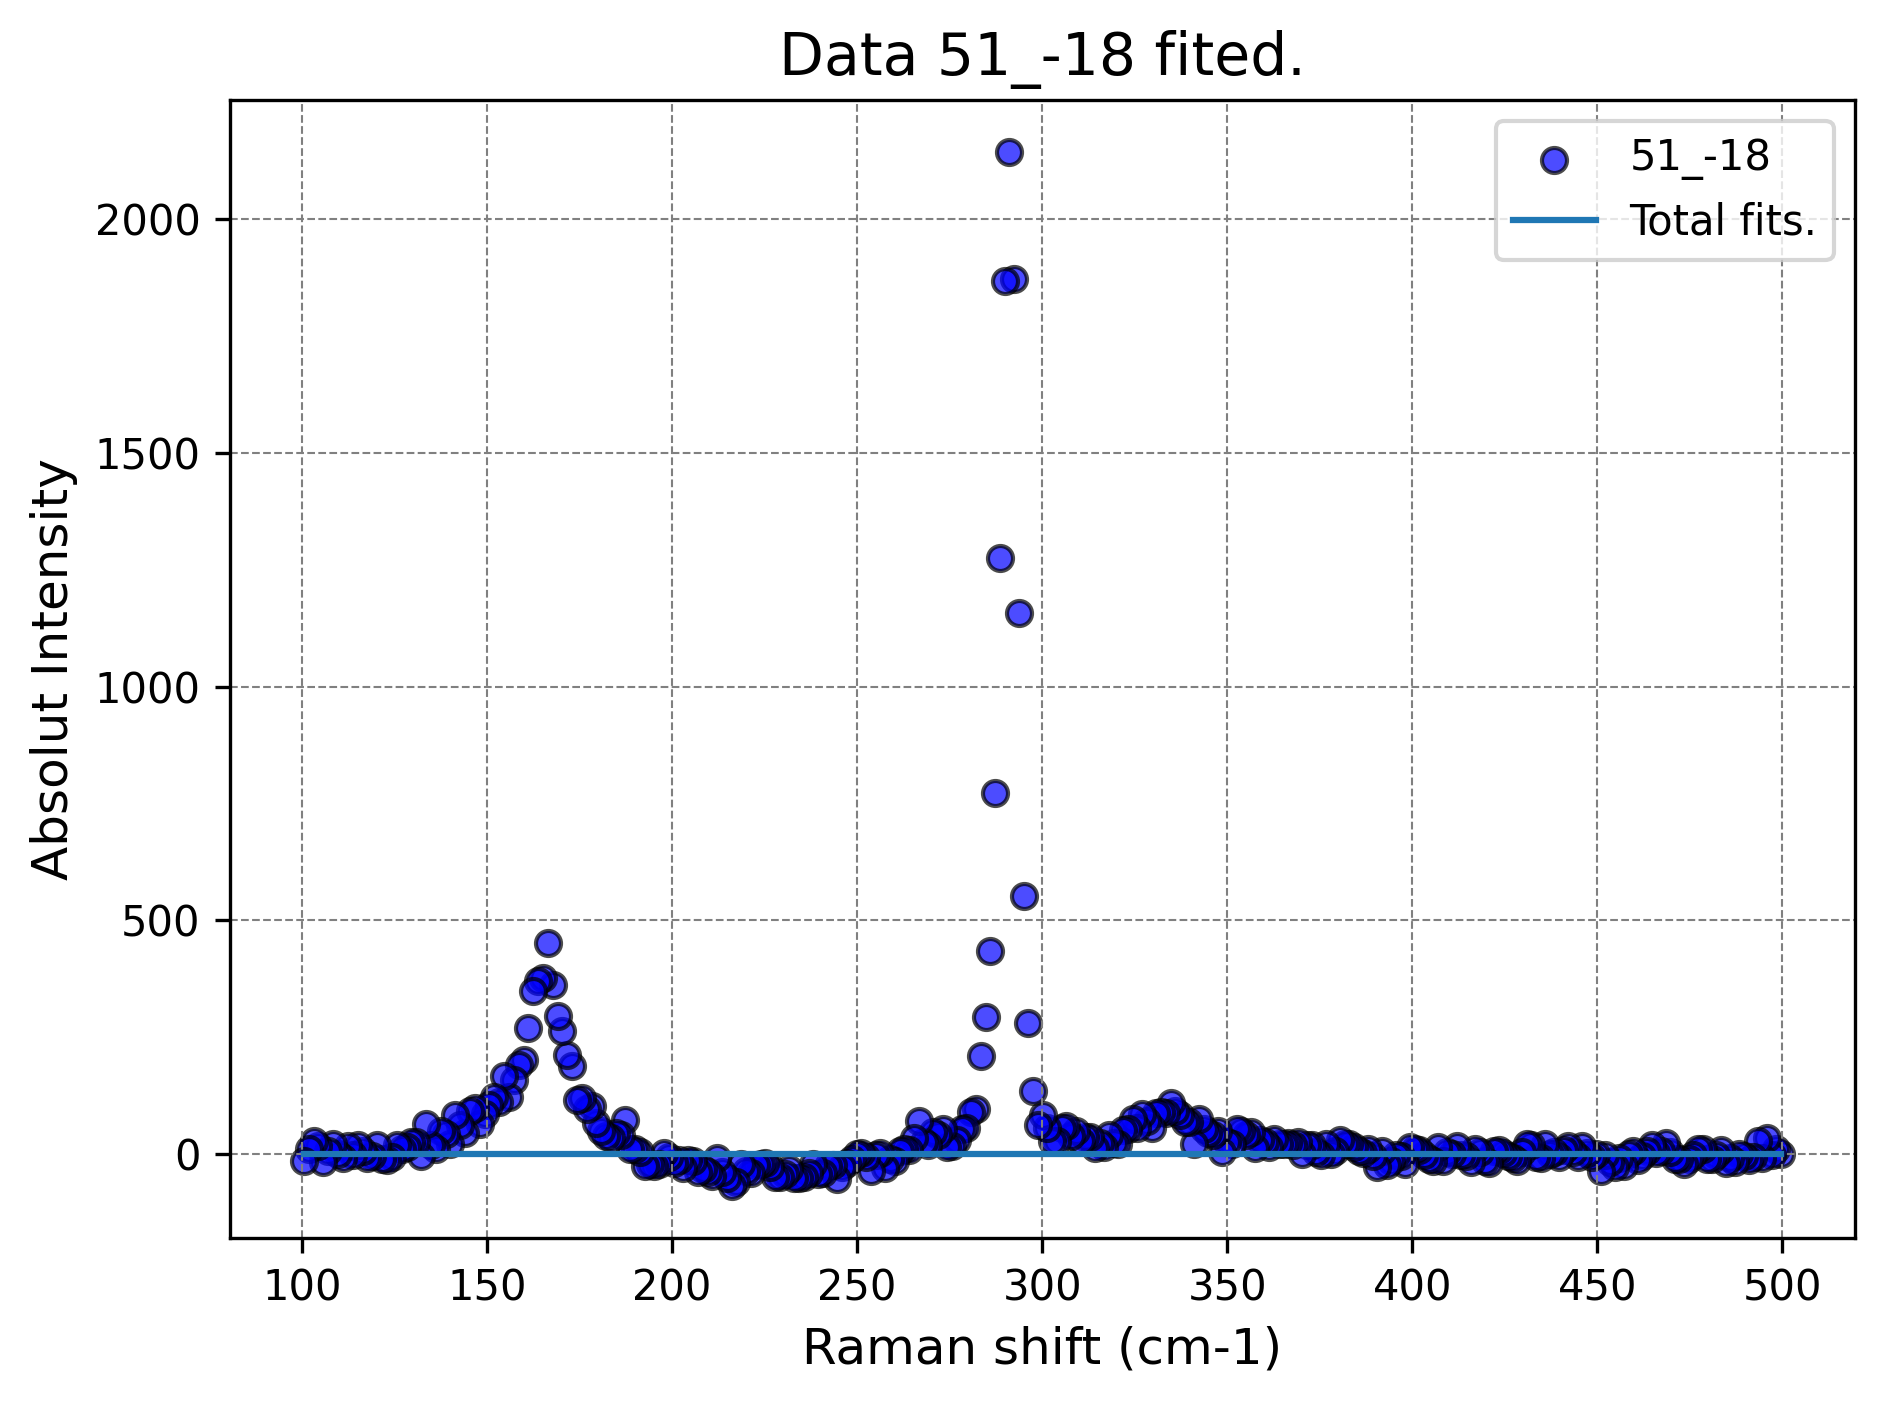 Data 51_-18 fited.
51_-18
Total fits.
Absolut Intensity
2000
1500
1000
500
0
100 150 200 250 300 350 400 450 500
Raman shift (cm-1)